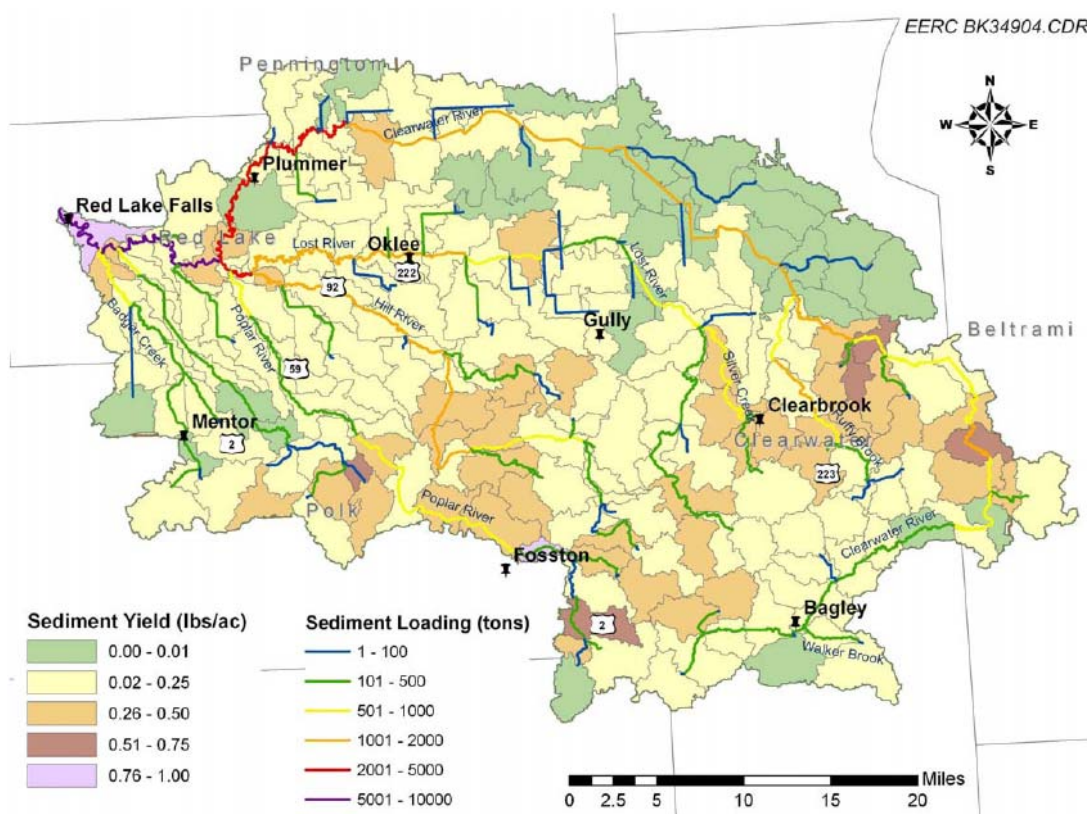 EERC BK34904.CDR
Pennington
N
W E
S
Clearwater River
Plummer
Red Lake Falls
Red Lake
Lost River
Oklee
222
92
Lost River
Hill River
Gully
Beltrami
Badger Creek
Poplar River
59
Silver Creek
Clearbrook
Mentor
2
Clearwater
Ruffy Brook
223
Polk
Poplar River
Clearwater River
Fosston
2
Bagley
Walker Brook
Sediment Yield (lbs/ac)
0.00 - 0.01
0.02 - 0.25
0.26 - 0.50
0.51 - 0.75
0.76 - 1.00
Sediment Loading (tons)
1 - 100
101 - 500
501 - 1000
1001 - 2000
2001 - 5000
5001 - 10000
Miles
0 2.5 5 10 15 20